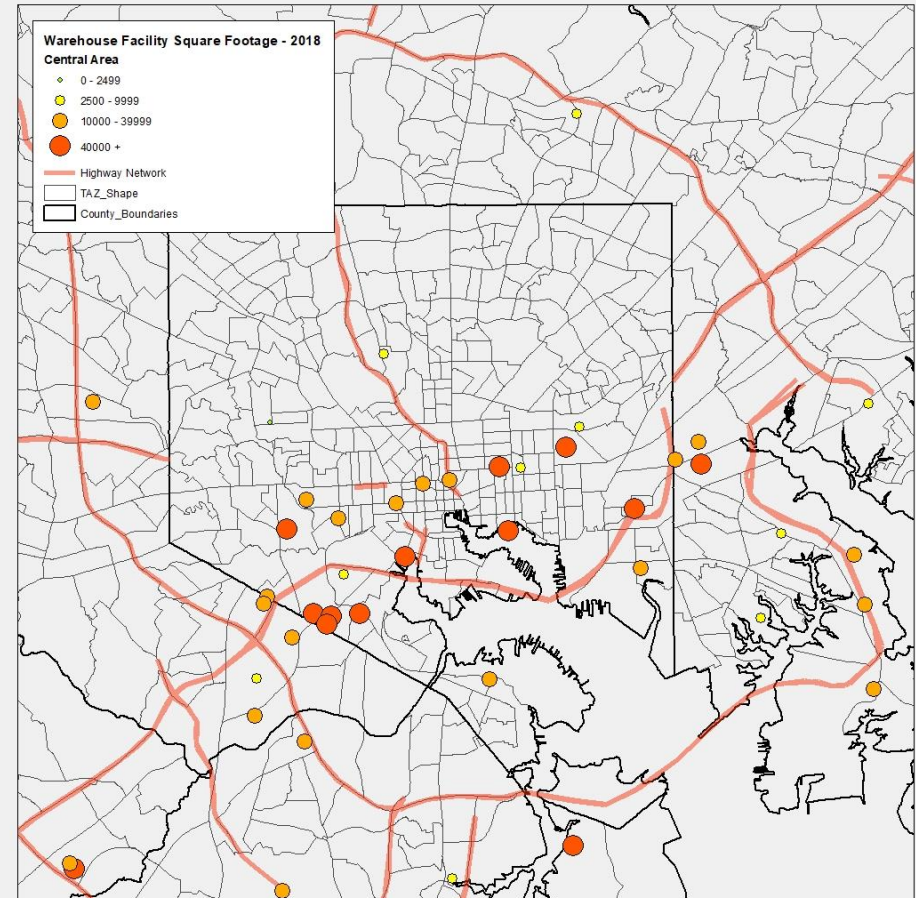 Warehouse Facility Square Footage - 2018
Central Area
0 - 2499
2500 - 9999
10000 - 39999
40000 +
Highway Network
TAZ_Shape
County_Boundaries